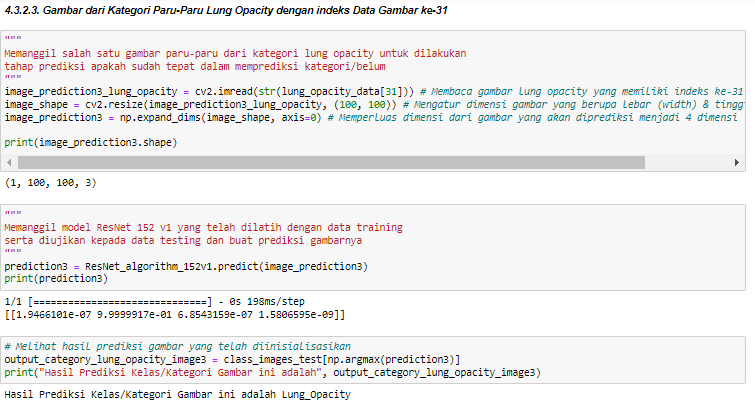 4.3.2.3. Gambar dari Kategori Paru-Paru Lung Opacity dengan indeks Data Gambar ke-31
"""
Memanggil salah satu gambar paru-paru dari kategori lung opacity untuk dilakukan
tahap prediksi apakah sudah tepat dalam memprediksi kategori/belum
"""
image_prediction3_lung_opacity = cv2.imread(str(lung_opacity_data[31])) # Membaca gambar lung opacity yang memiliki indeks ke-31
image_shape = cv2.resize(image_prediction3_lung_opacity, (100, 100)) # Mengatur dimensi gambar yang berupa lebar (width) & tingg
image_prediction3 = np.expand_dims(image_shape, axis=0) # Memperluas dimensi dari gambar yang akan diprediksi menjadi 4 dimensi
print(image_prediction3.shape)
(1, 100, 100, 3)
"""
Memanggil model ResNet 152 v1 yang telah dilatih dengan data training
serta diujikan kepada data testing dan buat prediksi gambarnya
"""
prediction3 = ResNet_algorithm_152v1.predict(image_prediction3)
print(prediction3)
1/1 [==============================] - 0s 198ms/step
[[1.9466101e-07 9.9999917e-01 6.8543159e-07 1.5806595e-09]]
# Melihat hasil prediksi gambar yang telah diinisialisasikan
output_category_lung_opacity_image3 = class_images_test[np.argmax(prediction3)]
print("Hasil Prediksi Kelas/Kategori Gambar ini adalah", output_category_lung_opacity_image3)
Hasil Prediksi Kelas/Kategori Gambar ini adalah Lung_Opacity